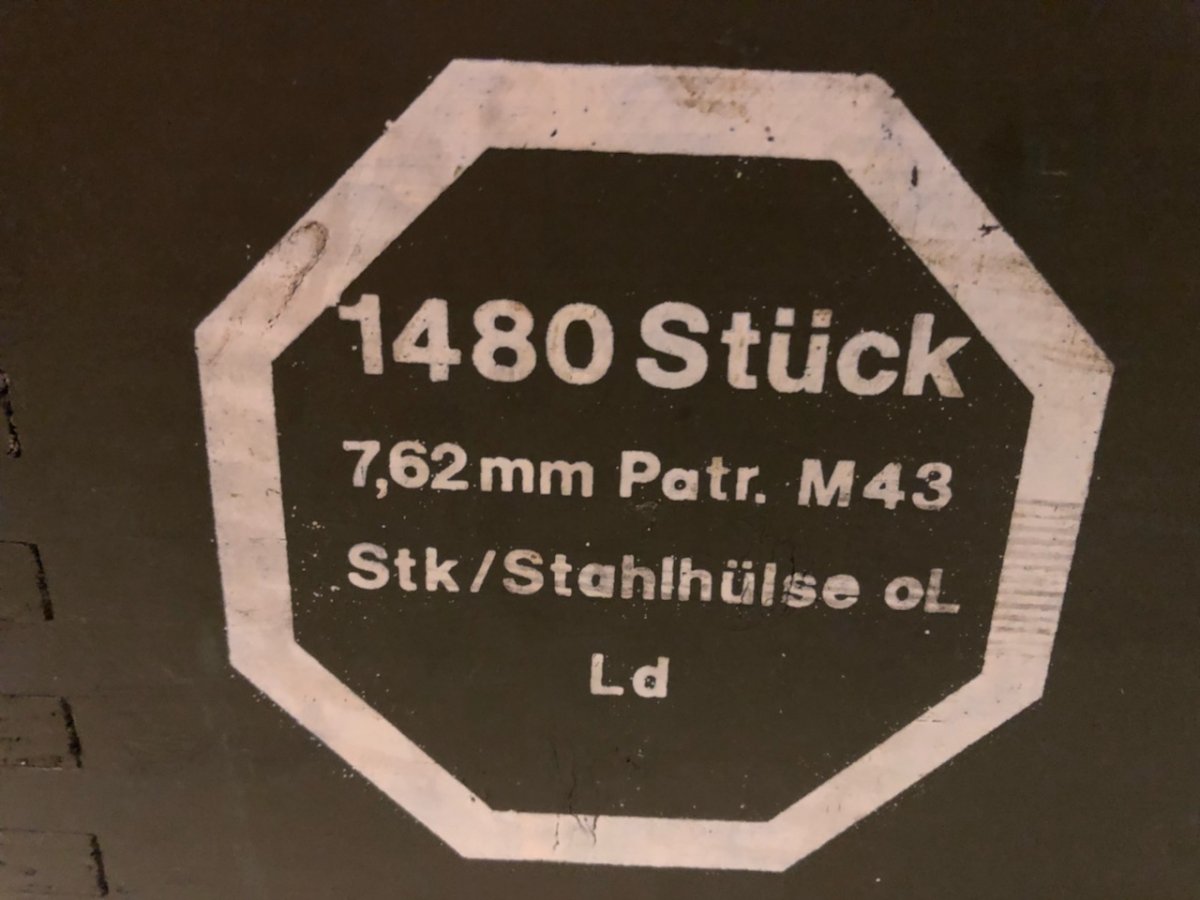 1480 Stück
7,62mm Patr. M43
Stk/Stahlhülse oL
Ld